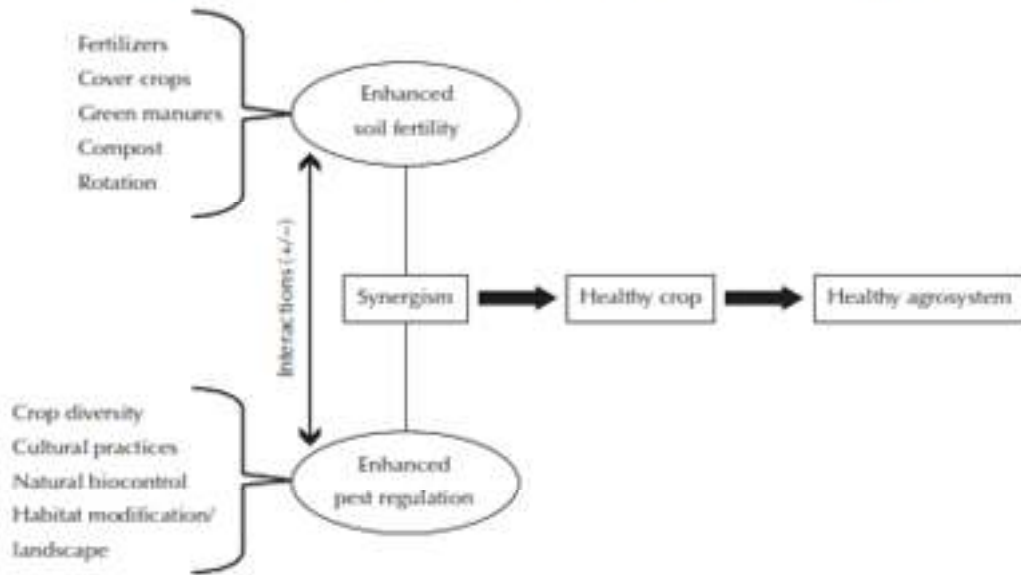 Fertilizers
Cover crops
Green manures
Compost
Rotation
Enhanced
soil fertility
Interactions (+/−)
Synergism
Healthy crop
Healthy agrosystem
Crop diversity
Cultural practices
Natural biocontrol
Habitat modification/
landscape
Enhanced
pest regulation